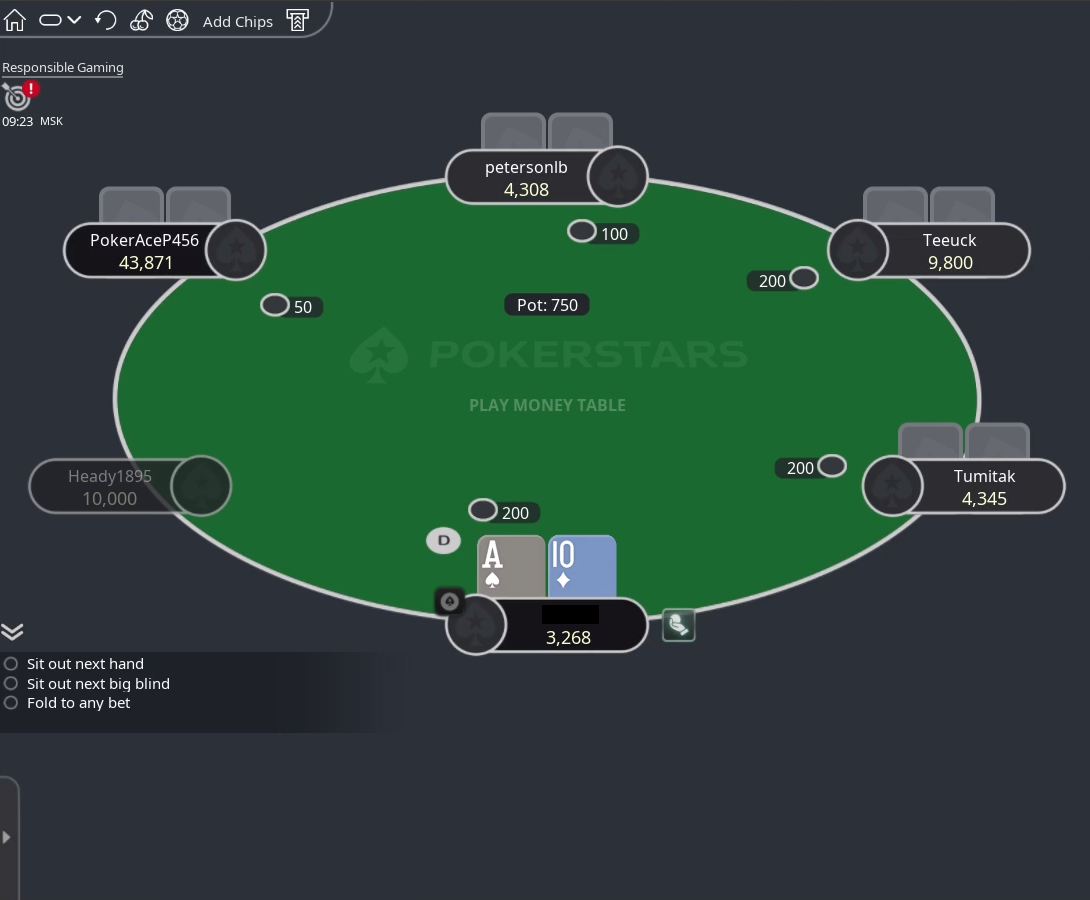 Add Chips
Responsible Gaming
!
09:23 MSK
petersonlb
4,308
PokerAceP456
43,871
Teeuck
9,800
100
200
50
Pot: 750
POKERSTARS
PLAY MONEY TABLE
Heady1895
10,000
200
Tumitak
4,345
200
D
A
10
3,268
Sit out next hand
Sit out next big blind
Fold to any bet